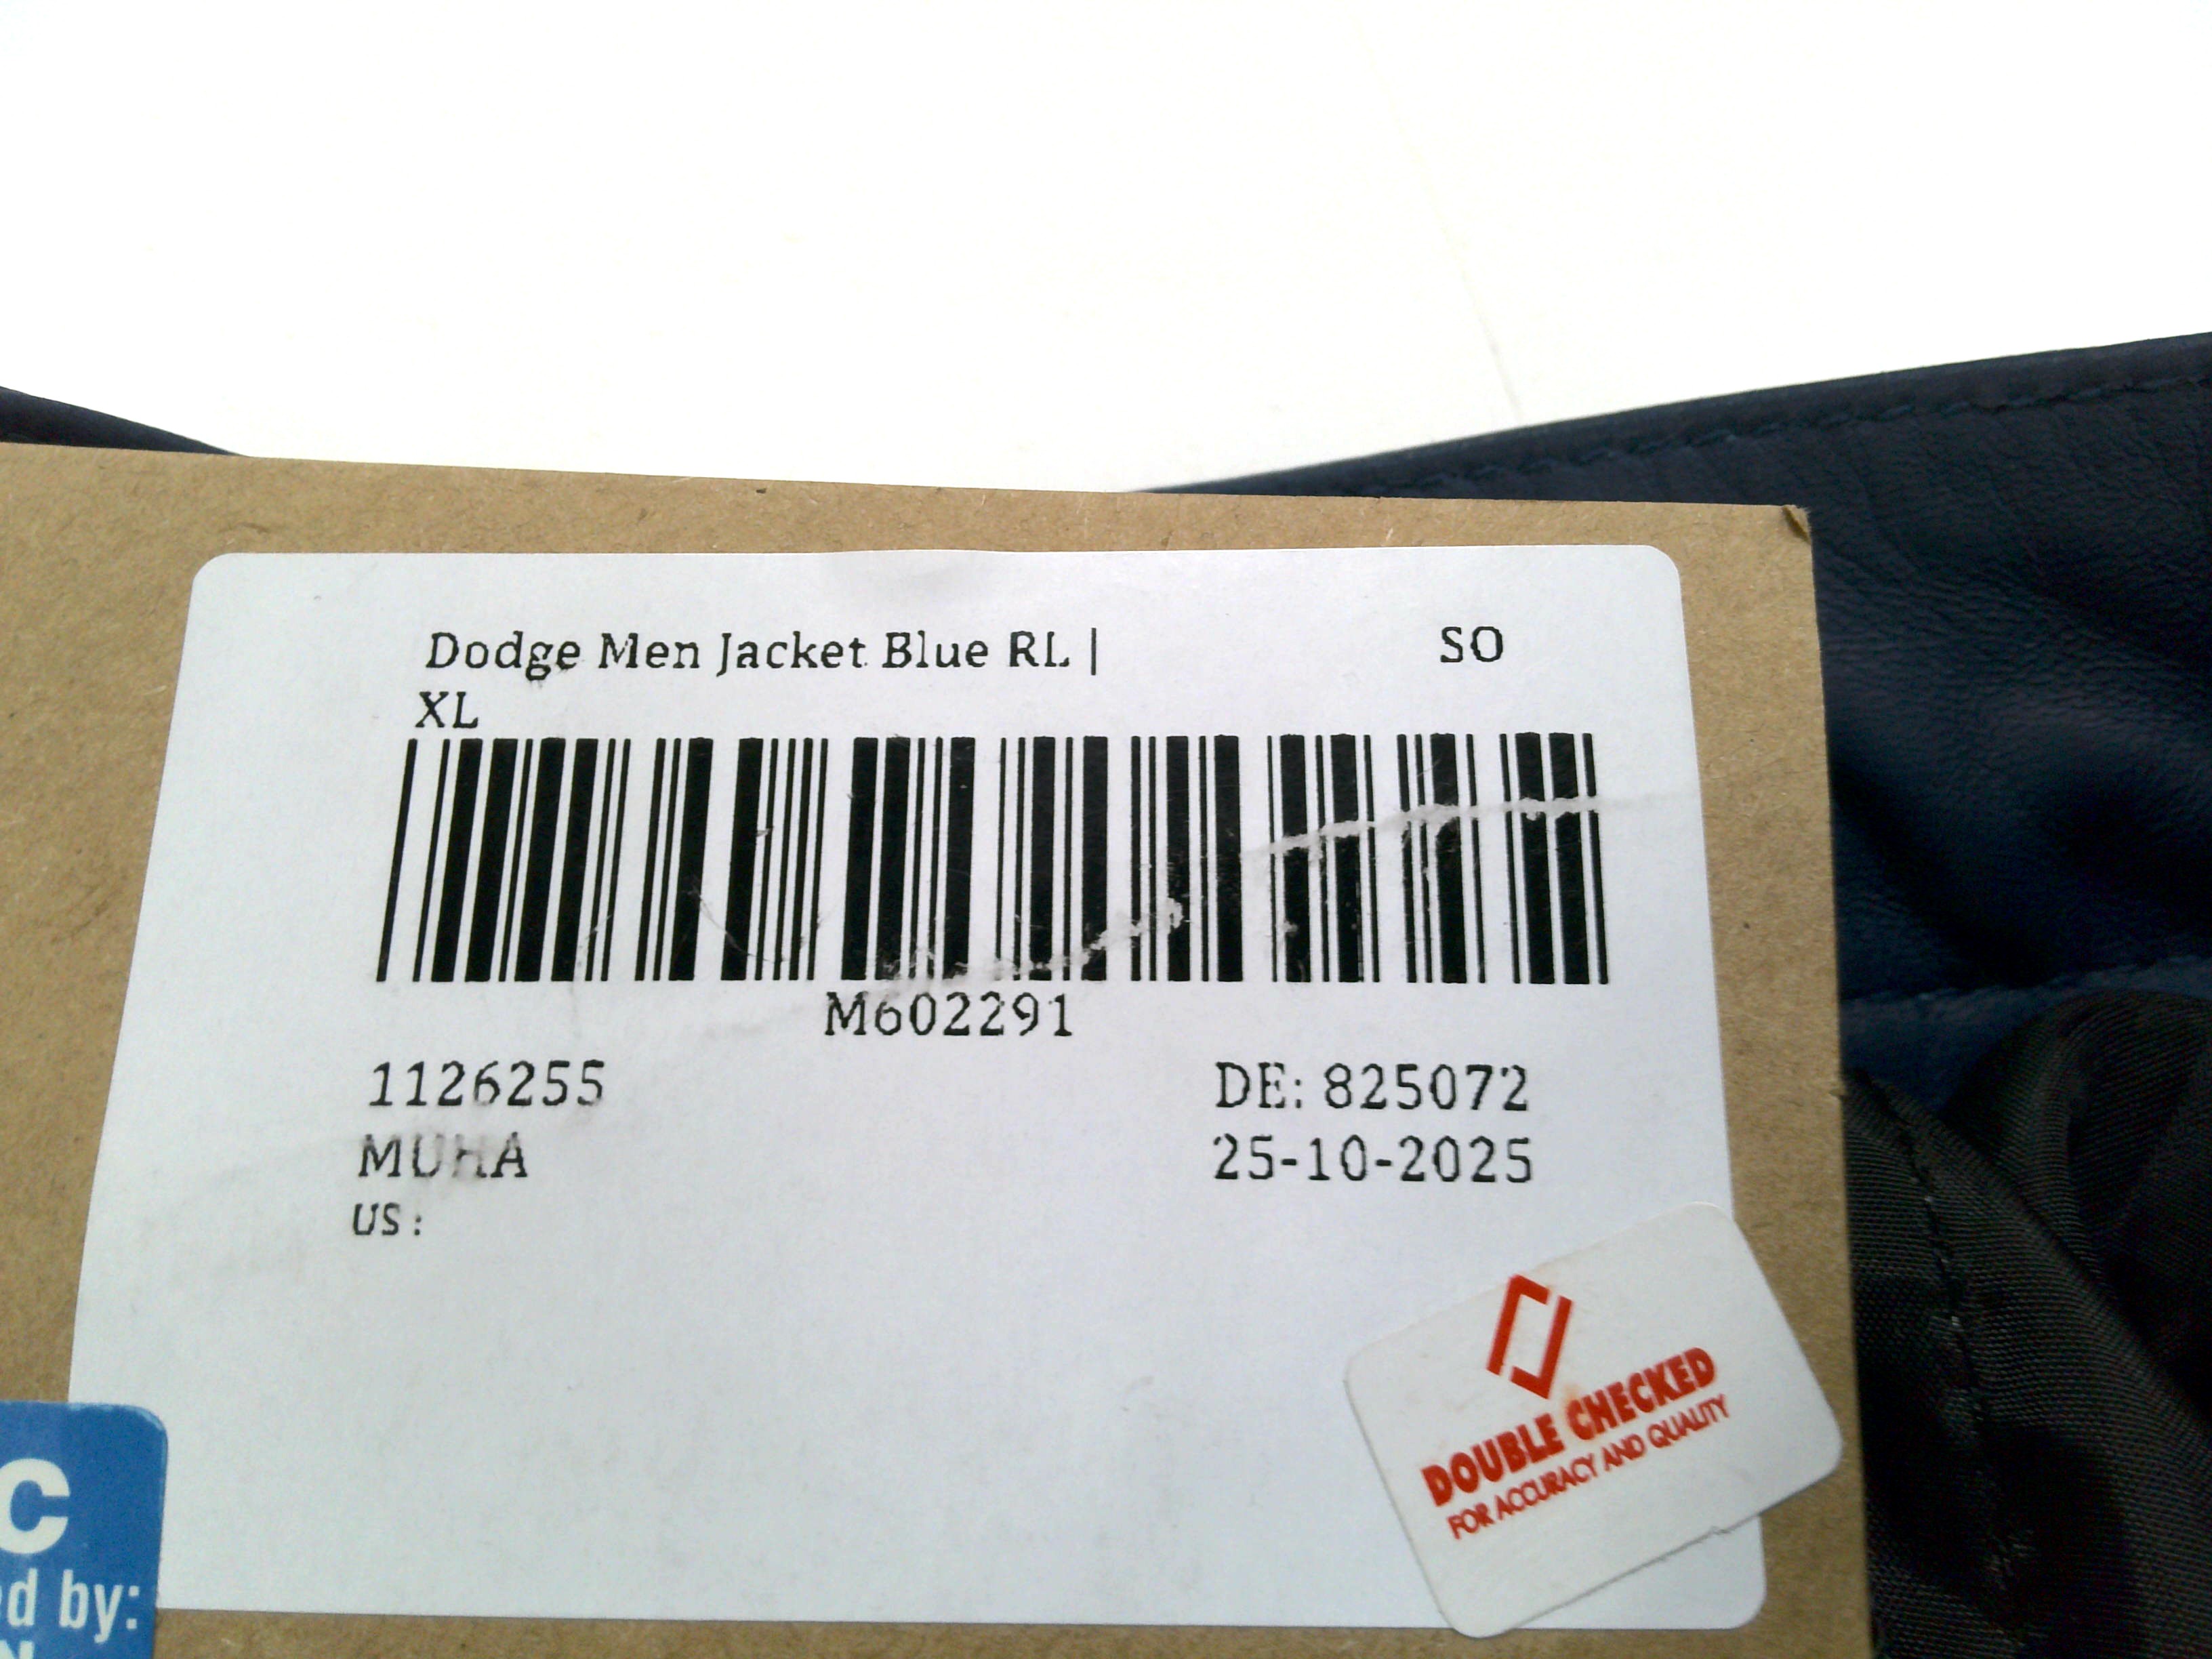 Dodge Men Jacket Blue RL | SO
XL
M602291
1126255 DE: 825072
MUHA 25-10-2025
US :
DOUBLE CHECKED
FOR ACCURACY AND QUALITY
C
ed by: